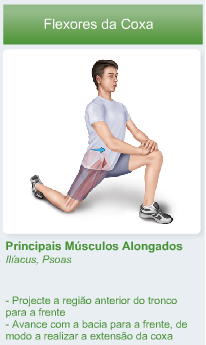 Flexores da Coxa
Principais Músculos Alongados
Ilíacus, Psoas
- Projecte a região anterior do tronco
para a frente
- Avance com a bacia para a frente, de
modo a realizar a extensão da coxa